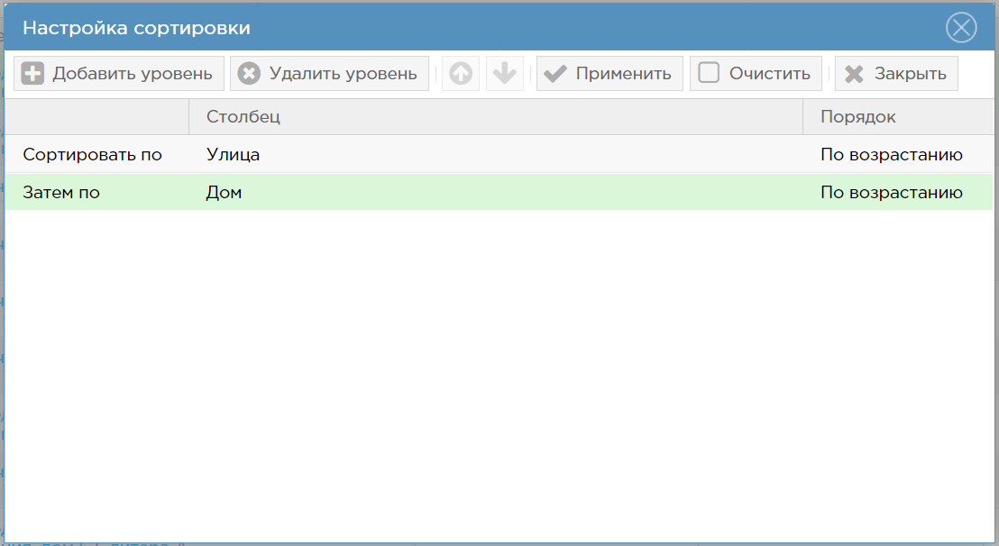 Настройка сортировки
Добавить уровень Удалить уровень Применить Очистить Закрыть
Столбец Порядок
Сортировать по Улица По возрастанию
Затем по Дом По возрастанию